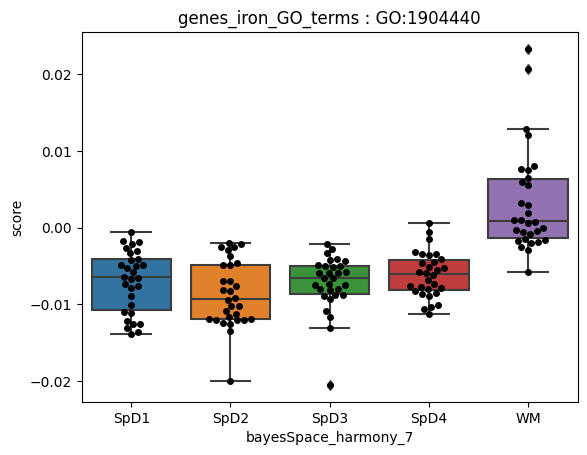 genes_iron_GO_terms : GO:1904440
0.02
0.01
0.00
−0.01
−0.02
score
SpD1 SpD2 SpD3 SpD4 WM
bayesSpace_harmony_7